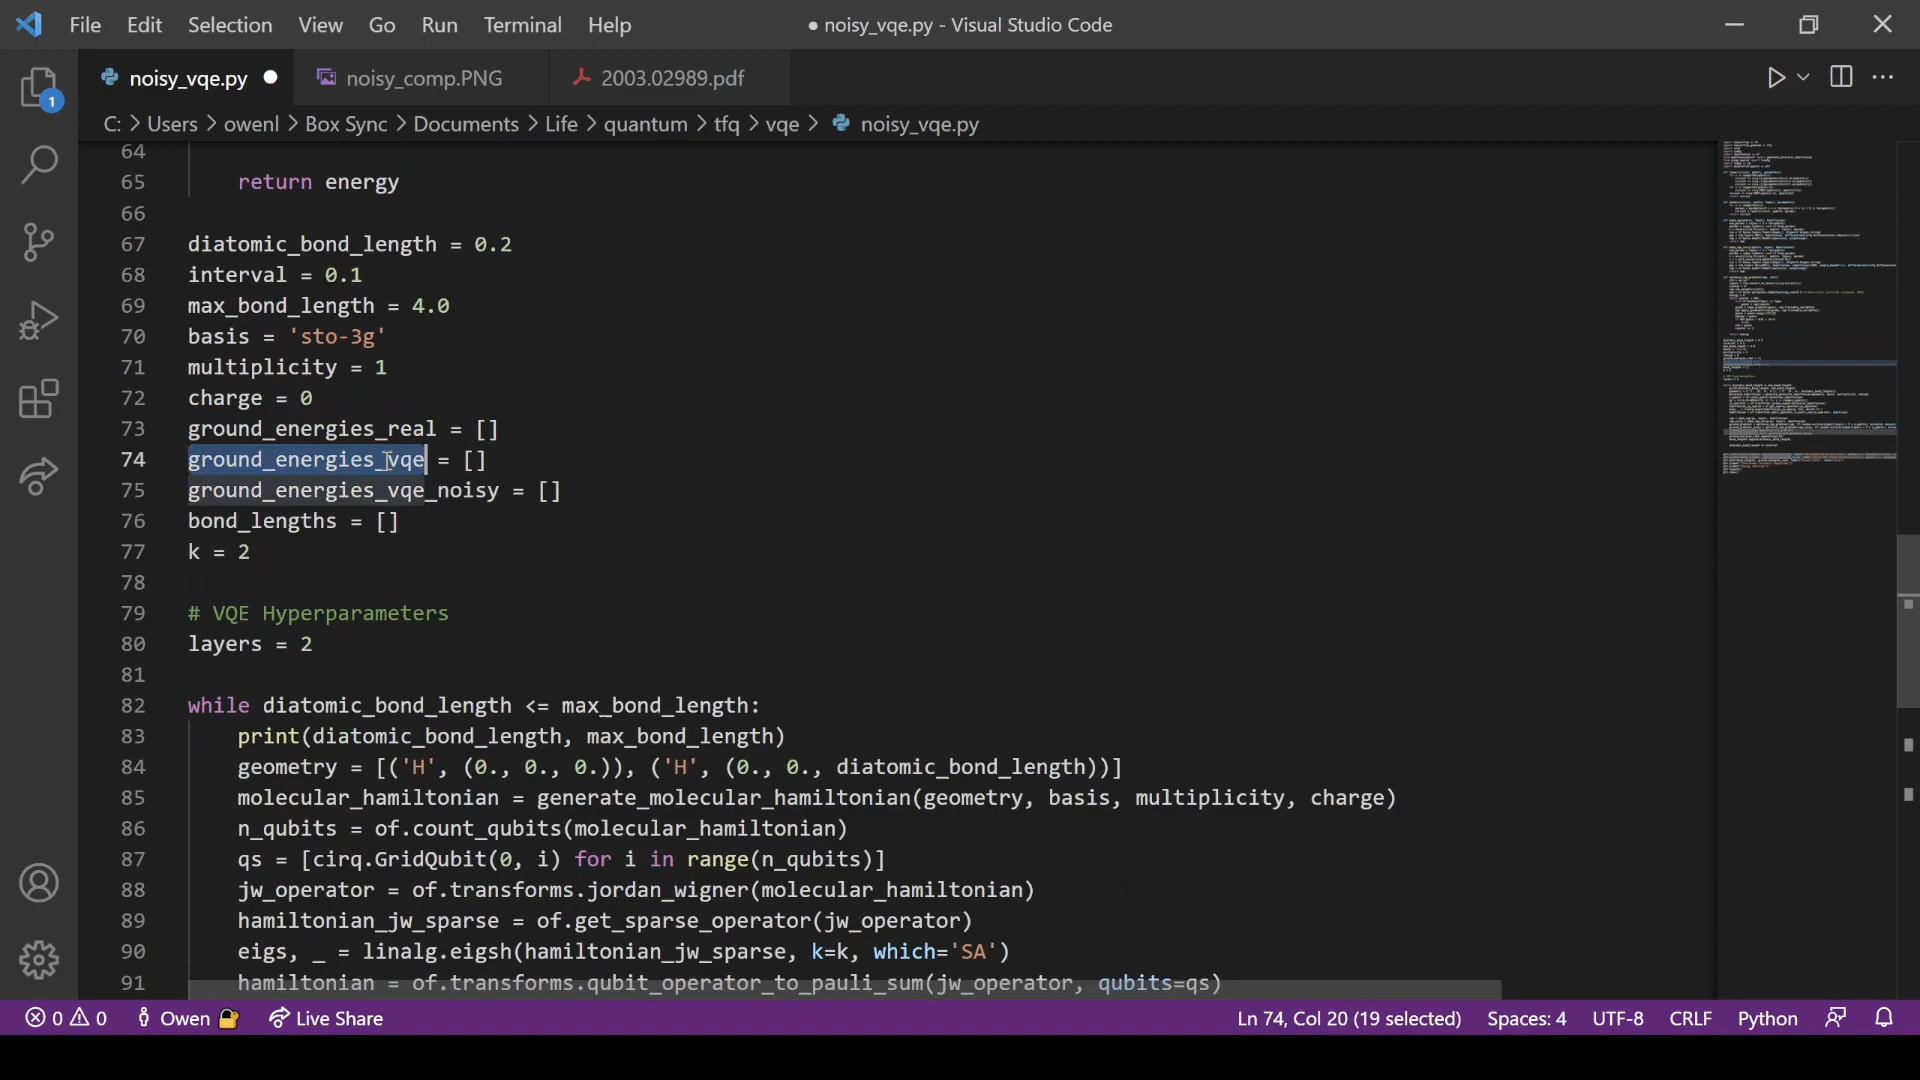 File Edit Selection View Go Run Terminal Help
● noisy_vqe.py - Visual Studio Code
noisy_vqe.py ● noisy_comp.PNG 2003.02989.pdf
C: > Users > owenl > Box Sync > Documents > Life > quantum > tfq > vqe > noisy_vqe.py
1
64
65 return energy
66
67 diatomic_bond_length = 0.2
68 interval = 0.1
69 max_bond_length = 4.0
70 basis = 'sto-3g'
71 multiplicity = 1
72 charge = 0
73 ground_energies_real = []
74 ground_energies_vqe = []
75 ground_energies_vqe_noisy = []
76 bond_lengths = []
77 k = 2
78
79 # VQE Hyperparameters
80 layers = 2
81
82 while diatomic_bond_length <= max_bond_length:
83 print(diatomic_bond_length, max_bond_length)
84 geometry = [('H', (0., 0., 0.)), ('H', (0., 0., diatomic_bond_length))]
85 molecular_hamiltonian = generate_molecular_hamiltonian(geometry, basis, multiplicity, charge)
86 n_qubits = of.count_qubits(molecular_hamiltonian)
87 qs = [cirq.GridQubit(0, i) for i in range(n_qubits)]
88 jw_operator = of.transforms.jordan_wigner(molecular_hamiltonian)
89 hamiltonian_jw_sparse = of.get_sparse_operator(jw_operator)
90 eigs, _ = linalg.eigsh(hamiltonian_jw_sparse, k=k, which='SA')
91 hamiltonian = of.transforms.qubit_operator_to_pauli_sum(jw_operator, qubits=qs)
0 0 Owen Live Share Ln 74, Col 20 (19 selected) Spaces: 4 UTF-8 CRLF Python